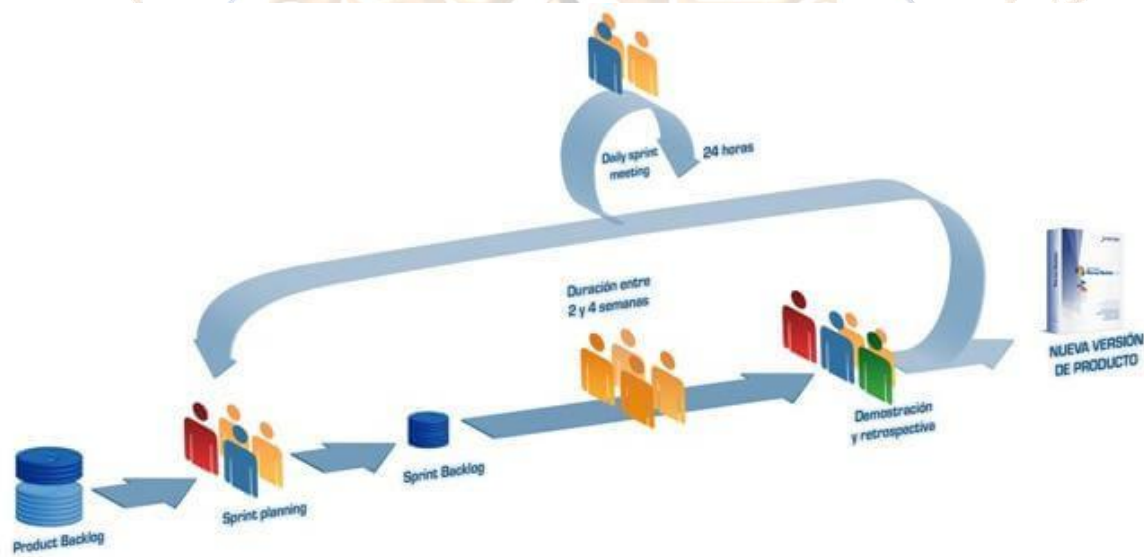 Daily sprint
meeting
24 horas
Duración entre
2 y 4 semanas
NUEVA VERSIÓN
DE PRODUCTO
Demostración
y retrospectiva
Sprint Backlog
Sprint planning
Product Backlog